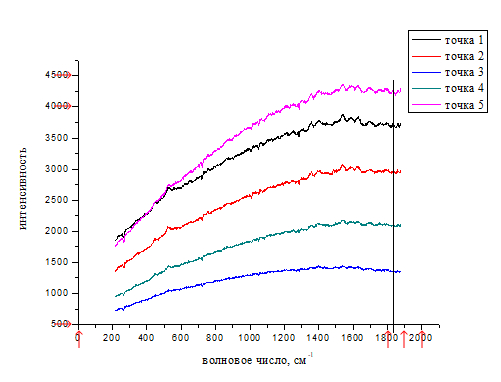 точка 1
точка 2
точка 3
точка 4
точка 5
4500
4000
3500
3000
2500
2000
1500
1000
500
интенсивность
0 200 400 600 800 1000 1200 1400 1600 1800 2000
волновое число, см⁻¹